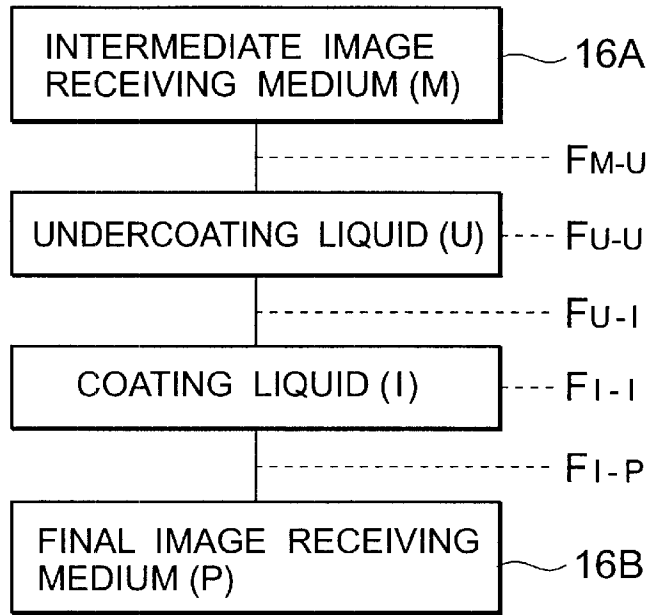 INTERMEDIATE IMAGE
RECEIVING MEDIUM (M)
16A
FM-U
UNDERCOATING LIQUID (U)
FU-U
FU-I
COATING LIQUID (I)
FI-I
FI-P
FINAL IMAGE RECEIVING
MEDIUM (P)
16B